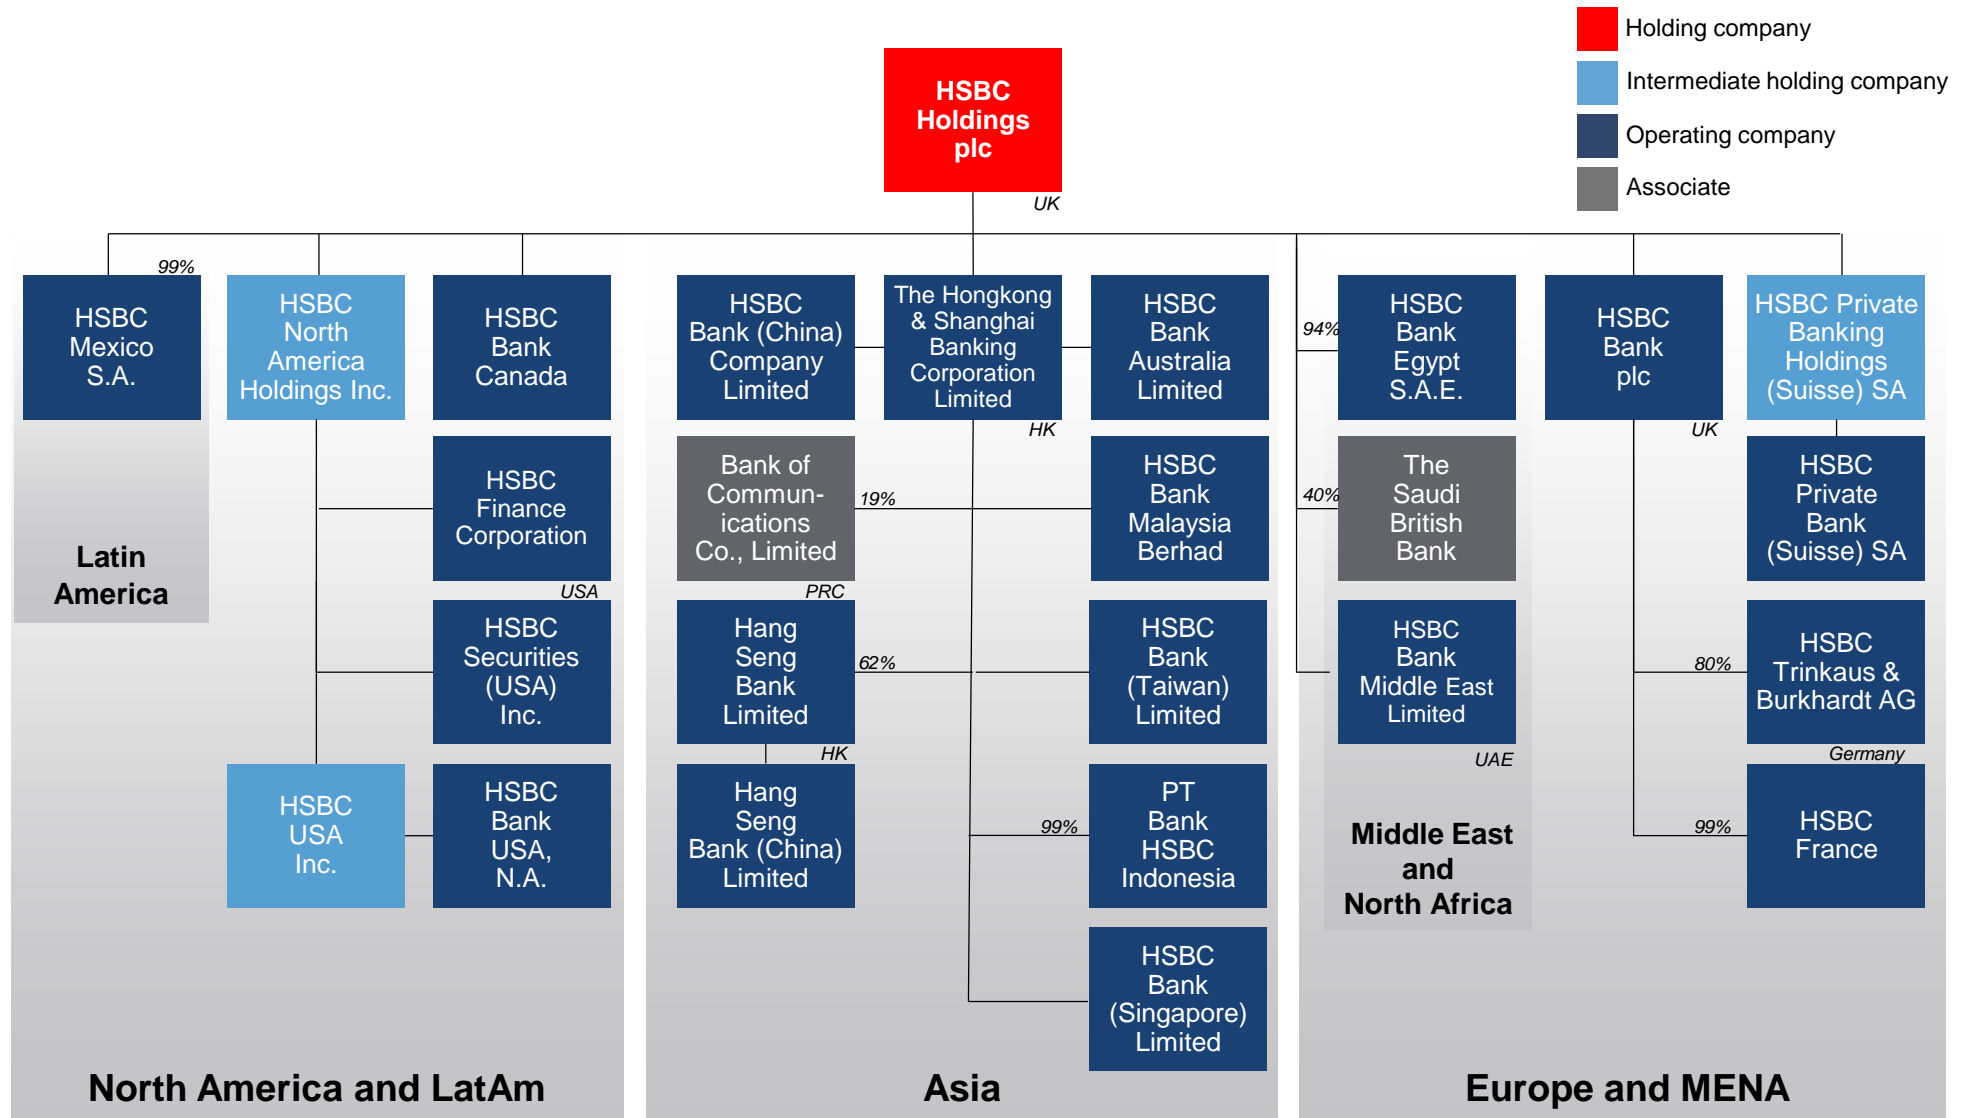 Holding company
Intermediate holding company
Operating company
Associate
HSBC
Holdings
plc
UK
99%
HSBC
Mexico
S.A.
HSBC
North
America
Holdings Inc.
HSBC
Bank
Canada
HSBC
Finance
Corporation
USA
HSBC
Securities
(USA)
Inc.
HSBC
USA
Inc.
HSBC
Bank
USA,
N.A.
Latin
America
North America and LatAm
HSBC
Bank (China)
Company
Limited
The Hongkong
& Shanghai
Banking
Corporation
Limited
HK
HSBC
Bank
Australia
Limited
Bank of
Commun-
ications
Co., Limited
19%
PRC
HSBC
Bank
Malaysia
Berhad
Hang
Seng
Bank
Limited
62%
HK
HSBC
Bank
(Taiwan)
Limited
Hang
Seng
Bank (China)
Limited
99%
PT
Bank
HSBC
Indonesia
HSBC
Bank
(Singapore)
Limited
Asia
94%
HSBC
Bank
Egypt
S.A.E.
40%
The
Saudi
British
Bank
HSBC
Bank
Middle East
Limited
UAE
Middle East
and
North Africa
HSBC
Bank
plc
UK
HSBC Private
Banking
Holdings
(Suisse) SA
HSBC
Private
Bank
(Suisse) SA
80%
HSBC
Trinkaus &
Burkhardt AG
Germany
99%
HSBC
France
Europe and MENA